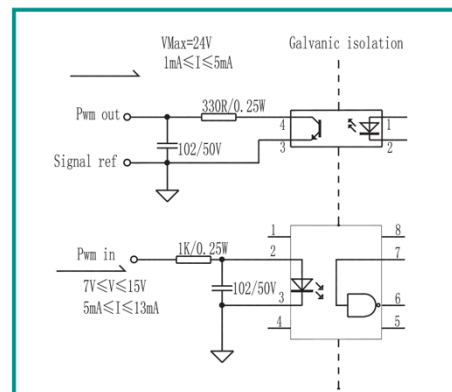 VMax=24V
1mA≤I≤5mA
Galvanic isolation
Pwm out
330R/0.25W
4
1
3
2
102/50V
Signal ref
1
8
Pwm in
1K/0.25W
2
7
7V≤V≤15V
5mA≤I≤13mA
102/50V
3
6
4
5